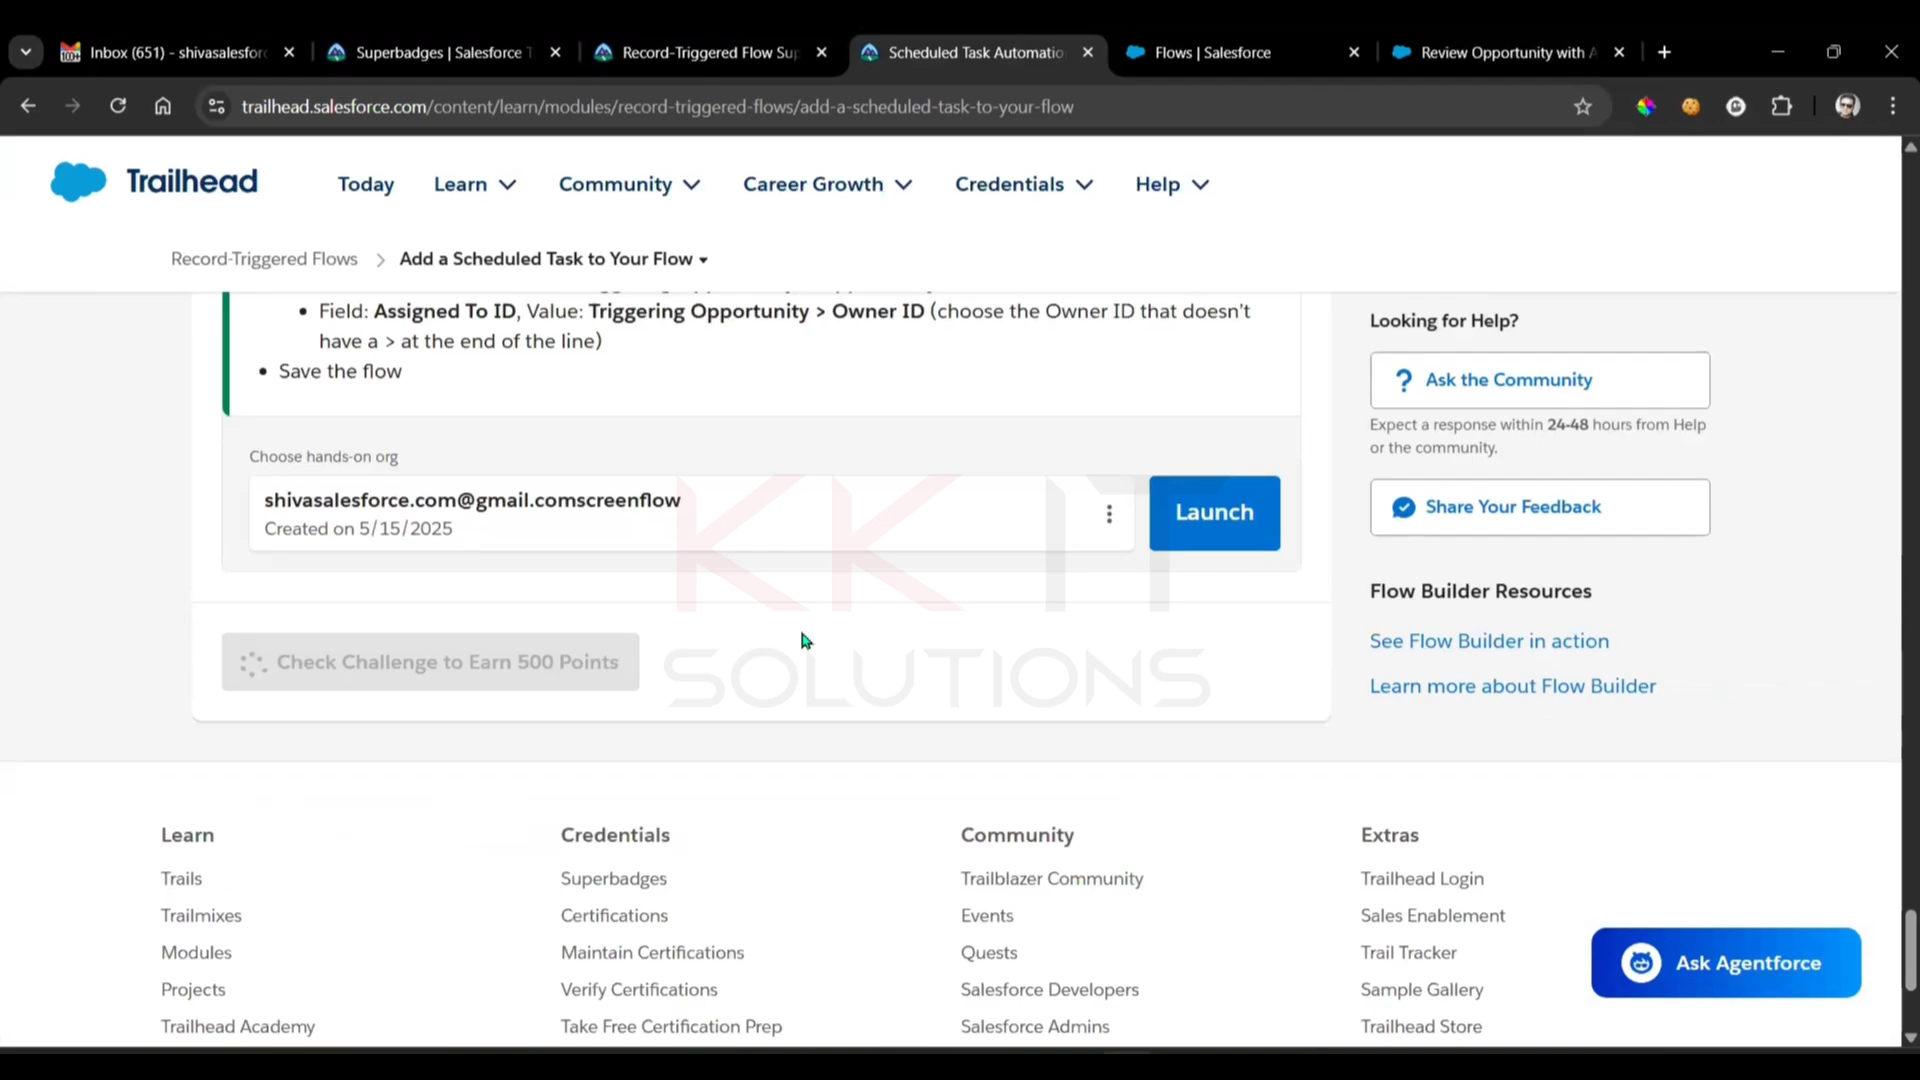 Inbox (651) - shivasalesforc
Superbadges | Salesforce T
Record-Triggered Flow Sup
Scheduled Task Automatio
Flows | Salesforce
Review Opportunity with A
trailhead.salesforce.com/content/learn/modules/record-triggered-flows/add-a-scheduled-task-to-your-flow
Trailhead
Today
Learn
Community
Career Growth
Credentials
Help
Record-Triggered Flows > Add a Scheduled Task to Your Flow
• Field: Assigned To ID, Value: Triggering Opportunity > Owner ID (choose the Owner ID that doesn't
have a > at the end of the line)
• Save the flow
Choose hands-on org
shivasalesforce.com@gmail.comscreenflow
Created on 5/15/2025
Launch
Check Challenge to Earn 500 Points
KKIT
SOLUTIONS
Looking for Help?
Ask the Community
Expect a response within 24-48 hours from Help
or the community.
Share Your Feedback
Flow Builder Resources
See Flow Builder in action
Learn more about Flow Builder
Learn
Trails
Trailmixes
Modules
Projects
Trailhead Academy
Credentials
Superbadges
Certifications
Maintain Certifications
Verify Certifications
Take Free Certification Prep
Community
Trailblazer Community
Events
Quests
Salesforce Developers
Salesforce Admins
Extras
Trailhead Login
Sales Enablement
Trail Tracker
Sample Gallery
Trailhead Store
Ask Agentforce